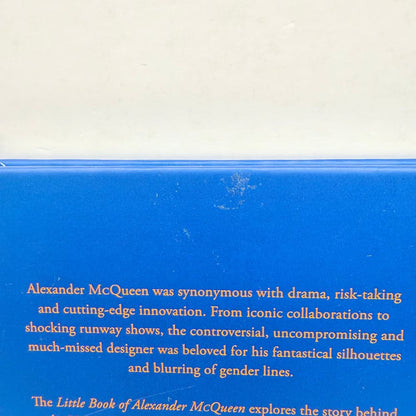 Alexander McQueen was synonymous with drama, risk-taking
and cutting-edge innovation. From iconic collaborations to
shocking runway shows, the controversial, uncompromising and
much-missed designer was beloved for his fantastical silhouettes
and blurring of gender lines.
The Little Book of Alexander McQueen explores the story behind